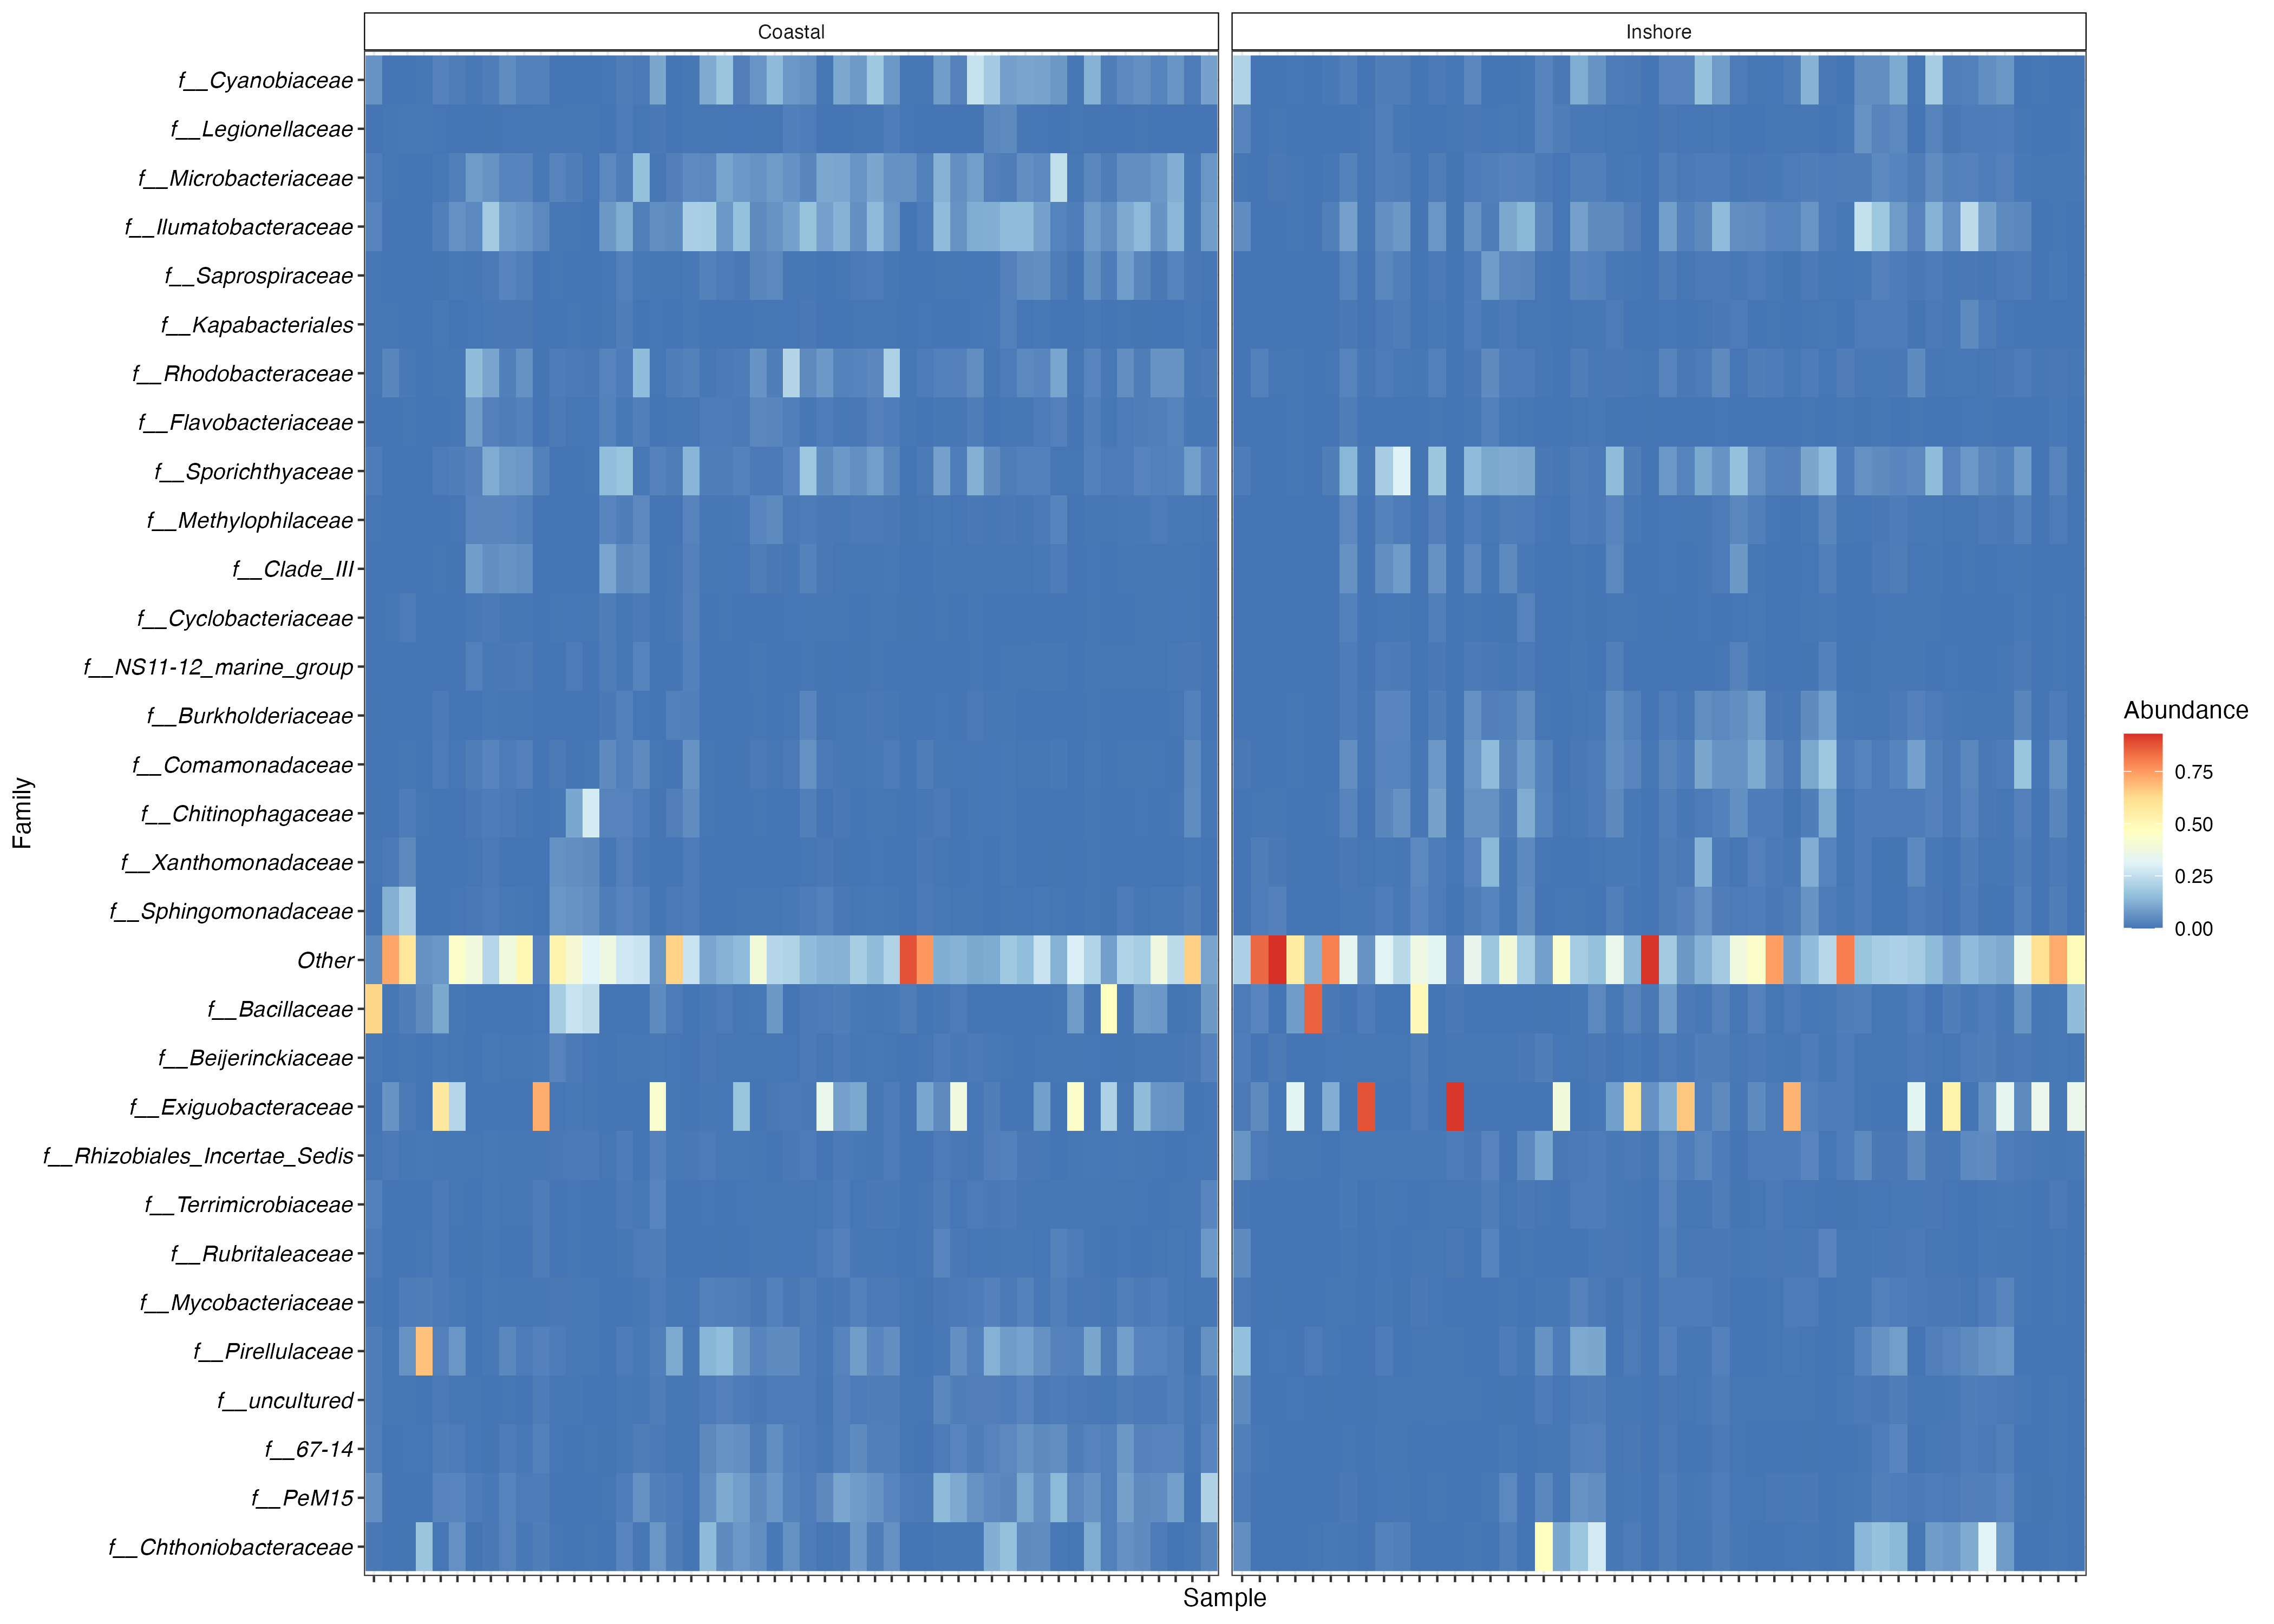 Coastal
Inshore
f__Cyanobiaceae
f__Legionellaceae
f__Microbacteriaceae
f__Ilumatobacteraceae
f__Saprospiraceae
f__Kapabacteriales
f__Rhodobacteraceae
f__Flavobacteriaceae
f__Sporichthyaceae
f__Methylophilaceae
f__Clade_III
f__Cyclobacteriaceae
f__NS11-12_marine_group
f__Burkholderiaceae
f__Comamonadaceae
f__Chitinophagaceae
f__Xanthomonadaceae
f__Sphingomonadaceae
Other
f__Bacillaceae
f__Beijerinckiaceae
f__Exiguobacteraceae
f__Rhizobiales_Incertae_Sedis
f__Terrimicrobiaceae
f__Rubritaleaceae
f__Mycobacteriaceae
f__Pirellulaceae
f__uncultured
f__67-14
f__PeM15
f__Chthoniobacteraceae
Family
Sample
Abundance
0.75
0.50
0.25
0.00